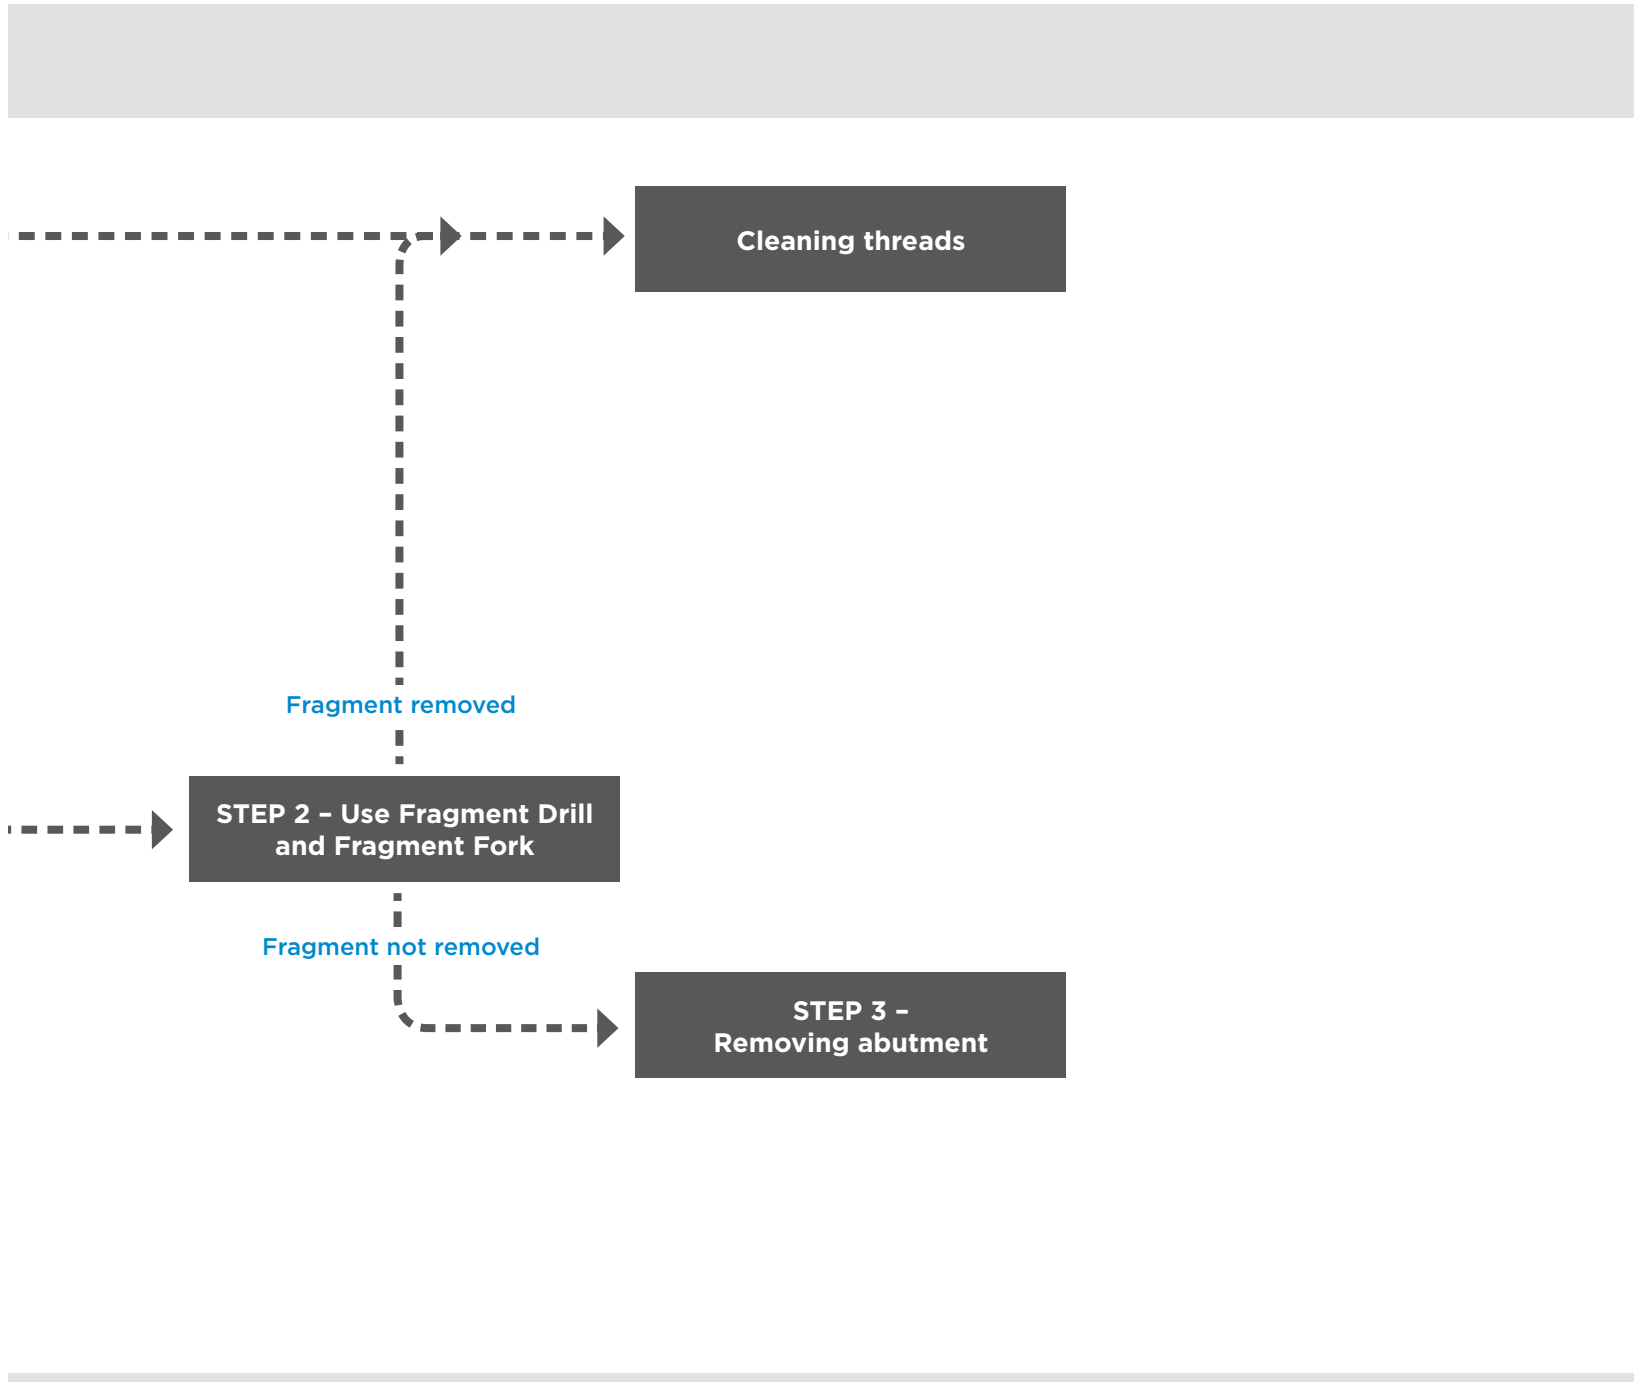 Cleaning threads
Fragment removed
STEP 2 – Use Fragment Drill
and Fragment Fork
Fragment not removed
STEP 3 –
Removing abutment